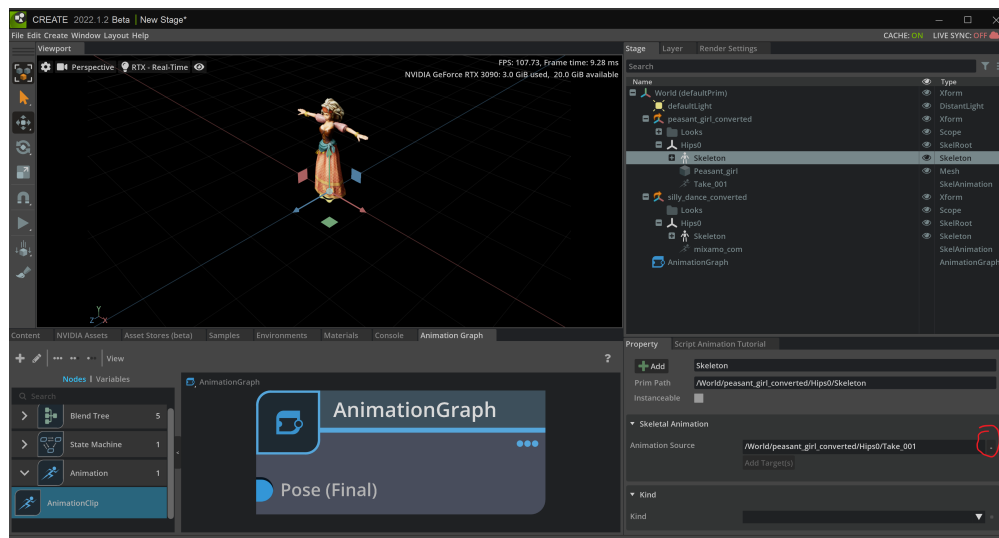 CREATE 2022.1.2 Beta | New Stage*
File Edit Create Window Layout Help
CACHE: ON LIVE SYNC: OFF
Viewport
Perspective RTX - Real-Time
FPS: 107.73, Frame time: 9.28 ms
NVIDIA GeForce RTX 3090: 3.0 GiB used, 20.0 GiB available
Y
Z X
Stage Layer Render Settings
Search
Name Type
World (defaultPrim) Xform
defaultLight DistantLight
peasant_girl_converted Xform
Looks Scope
Hips0 SkelRoot
Skeleton Skeleton
Peasant_girl Mesh
Take_001 SkelAnimation
silly_dance_converted Xform
Looks Scope
Hips0 SkelRoot
Skeleton Skeleton
mixamo_com SkelAnimation
AnimationGraph AnimationGraph
Content NVIDIA Assets Asset Stores (beta) Samples Environments Materials Console Animation Graph
View ?
Nodes | Variables
Search
Blend Tree 5
State Machine 1
Animation 1
AnimationClip
AnimationGraph
AnimationGraph
Pose (Final)
Property Script Animation Tutorial
Add Skeleton
Prim Path /World/peasant_girl_converted/Hips0/Skeleton
Instanceable
Skeletal Animation
Animation Source /World/peasant_girl_converted/Hips0/Take_001
Add Target(s)
Kind
Kind